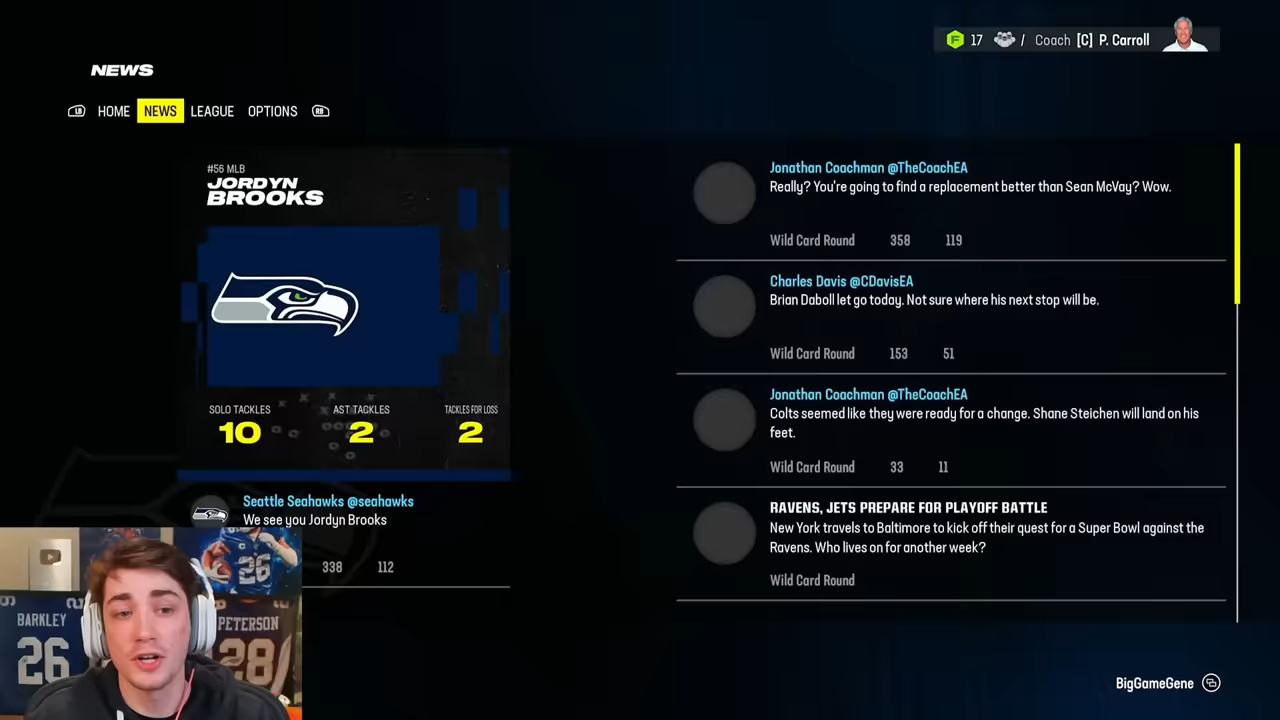 17 / Coach [C] P. Carroll
NEWS
LB HOME NEWS LEAGUE OPTIONS RB
#56 MLB
JORDYN
BROOKS
SOLO TACKLES AST TACKLES TACKLES FOR LOSS
10 2 2
Seattle Seahawks @seahawks
We see you Jordyn Brooks
338 112
Jonathan Coachman @TheCoachEA
Really? You're going to find a replacement better than Sean McVay? Wow.
Wild Card Round 358 119
Charles Davis @CDavisEA
Brian Daboll let go today. Not sure where his next stop will be.
Wild Card Round 153 51
Jonathan Coachman @TheCoachEA
Colts seemed like they were ready for a change. Shane Steichen will land on his
feet.
Wild Card Round 33 11
RAVENS, JETS PREPARE FOR PLAYOFF BATTLE
New York travels to Baltimore to kick off their quest for a Super Bowl against the
Ravens. Who lives on for another week?
Wild Card Round
26
BARKLEY
26
PETERSON
28
BigGameGene